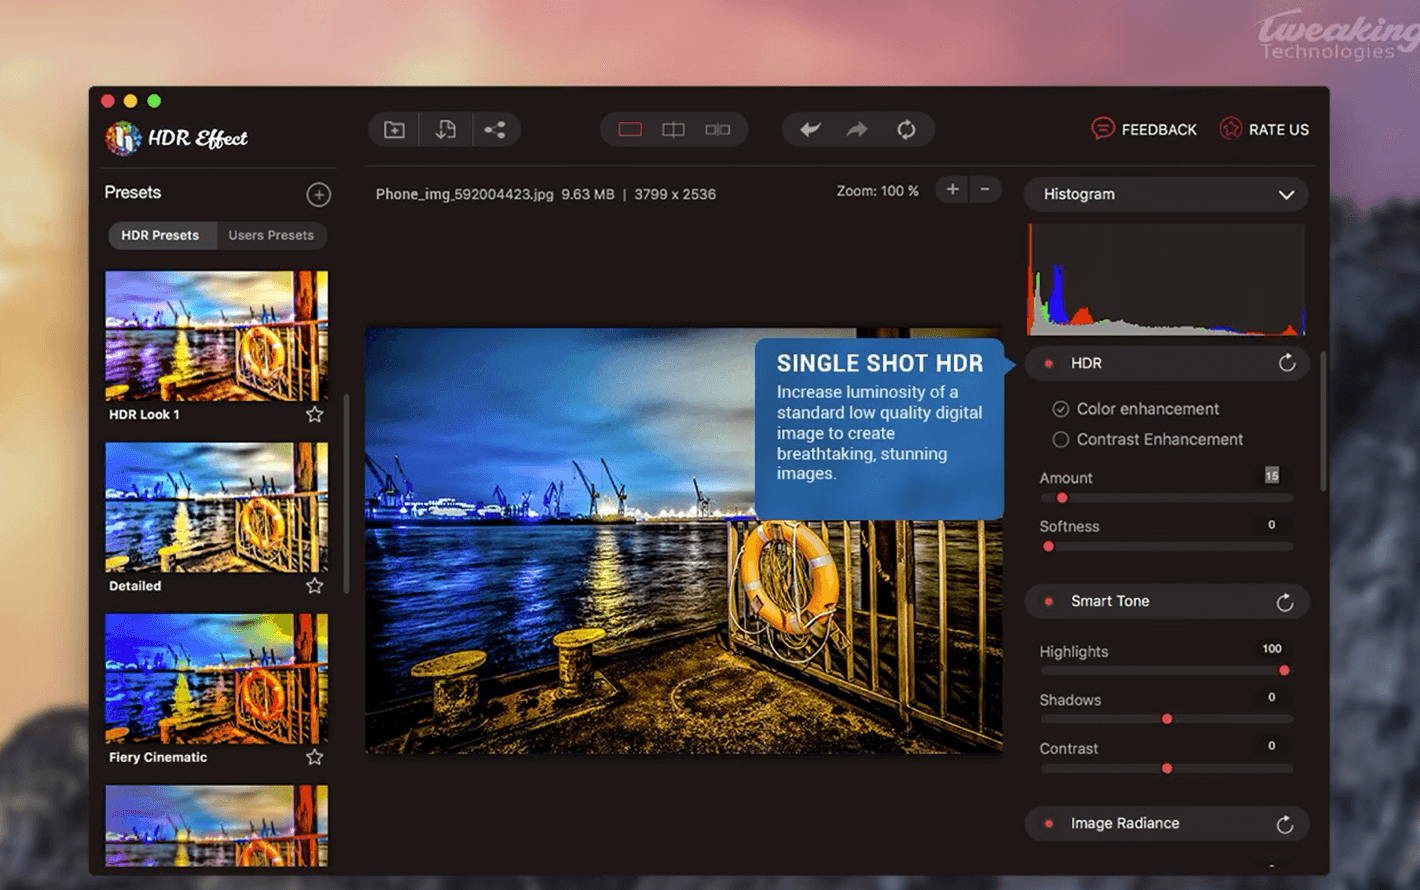 Tweaking
Technologies
HDR Effect
FEEDBACK
RATE US
Presets
HDR Presets
Users Presets
HDR Look 1
Detailed
Fiery Cinematic
Phone_img_592004423.jpg 9.63 MB | 3799 x 2536
Zoom: 100 %
+ -
SINGLE SHOT HDR
Increase luminosity of a
standard low quality digital
image to create
breathtaking, stunning
images.
Histogram
HDR
Color enhancement
Contrast Enhancement
Amount 15
Softness 0
Smart Tone
Highlights 100
Shadows 0
Contrast 0
Image Radiance